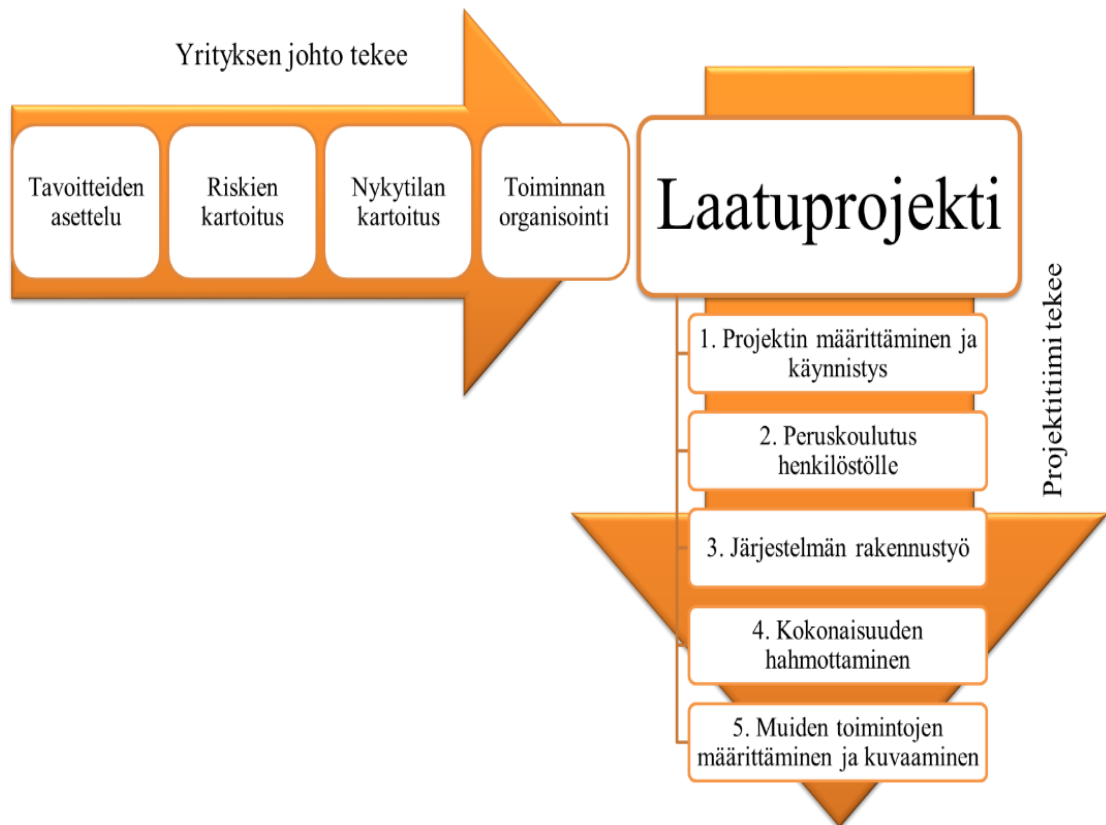 Yrityksen johto tekee
Tavoitteiden
asettelu
Riskien
kartoitus
Nykytilan
kartoitus
Toiminnan
organisointi
Laatuprojekti
Projektitiimi tekee
1. Projektin määrittäminen ja
käynnistys
2. Peruskoulutus
henkilöstölle
3. Järjestelmän rakennustyö
4. Kokonaisuuden
hahmottaminen
5. Muiden toimintojen
määrittäminen ja kuvaaminen